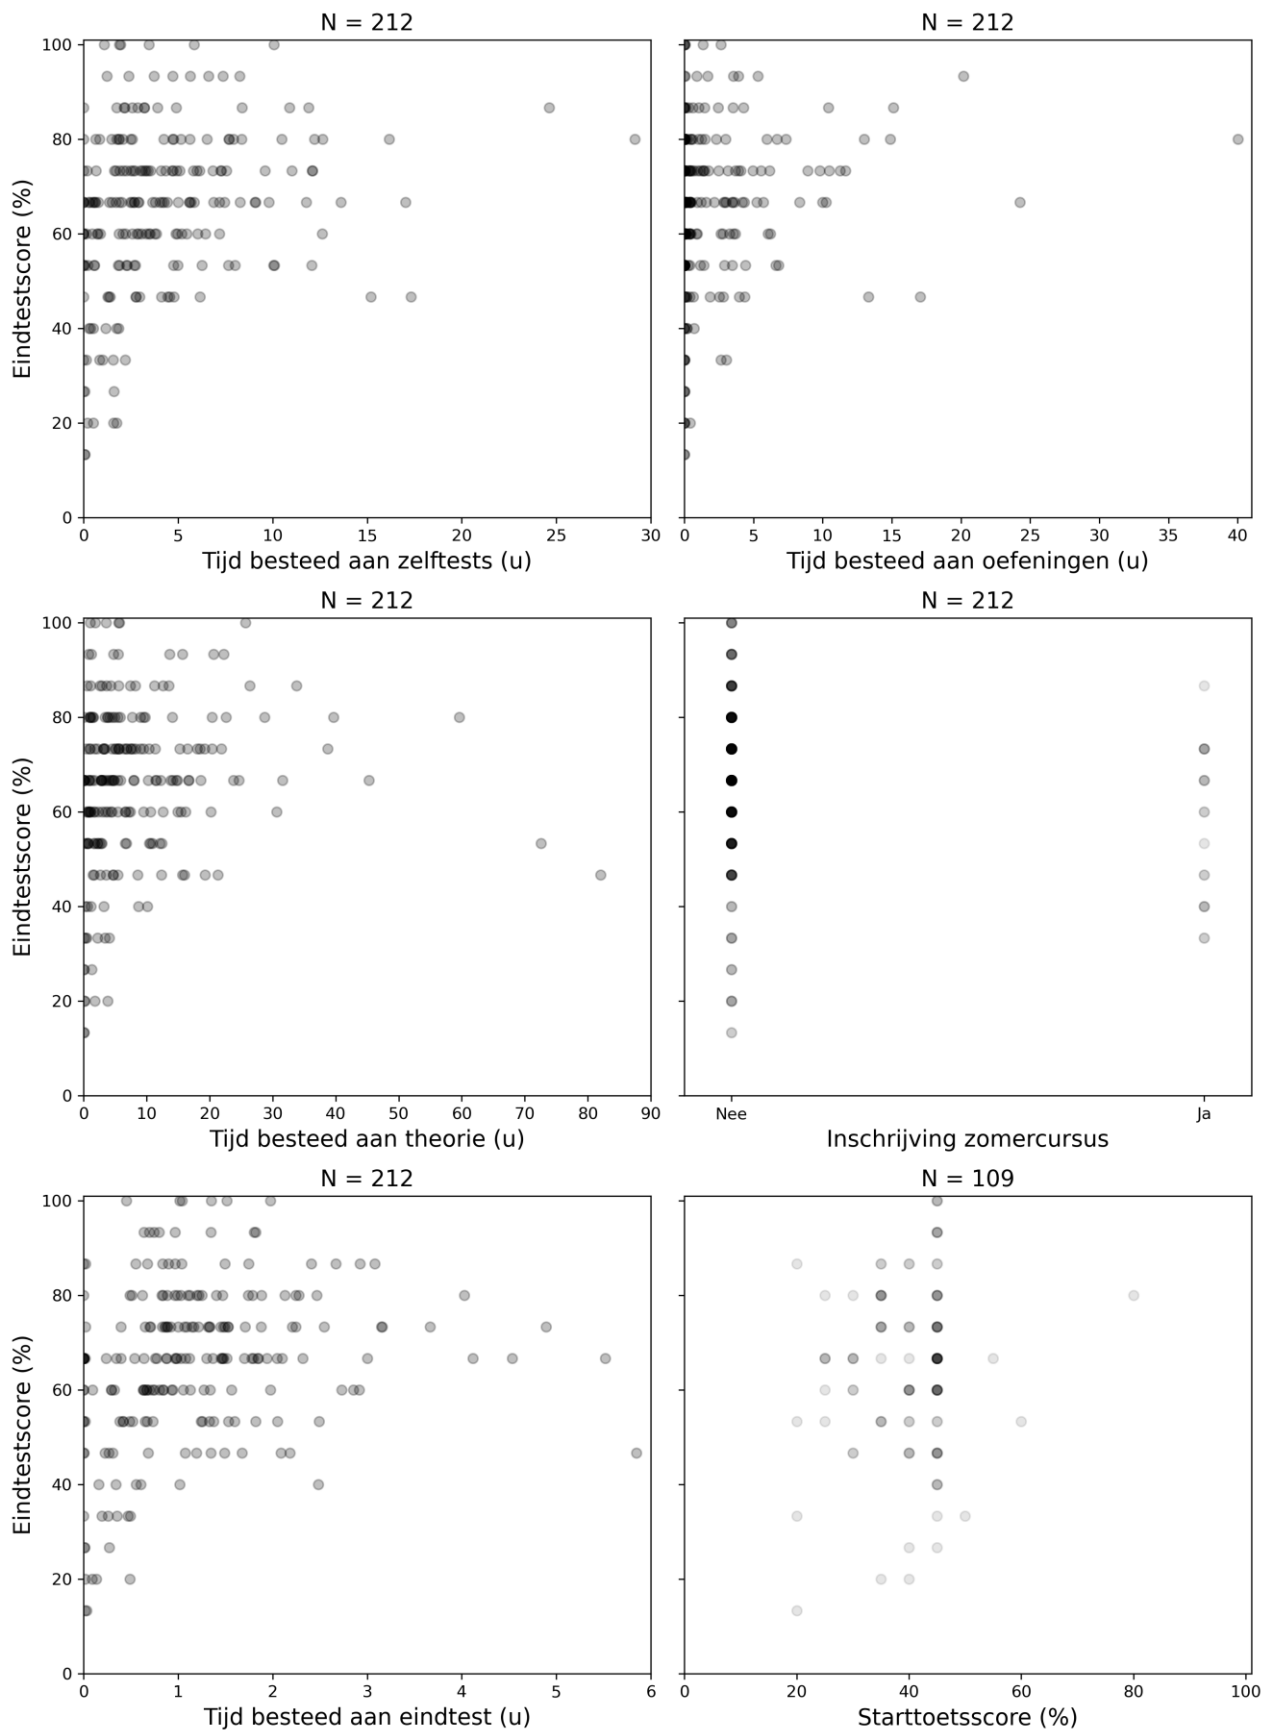 N = 212
N = 212
100
80
60
40
20
0
Eindtestscore (%)
0 5 10 15 20 25 30
0 5 10 15 20 25 30 35 40
Tijd besteed aan zelftests (u)
Tijd besteed aan oefeningen (u)
N = 212
N = 212
100
80
60
40
20
0
Eindtestscore (%)
0 10 20 30 40 50 60 70 80 90
Nee Ja
Tijd besteed aan theorie (u)
Inschrijving zomercursus
N = 212
N = 109
100
80
60
40
20
0
Eindtestscore (%)
0 1 2 3 4 5 6
0 20 40 60 80 100
Tijd besteed aan eindtest (u)
Starttoetsscore (%)